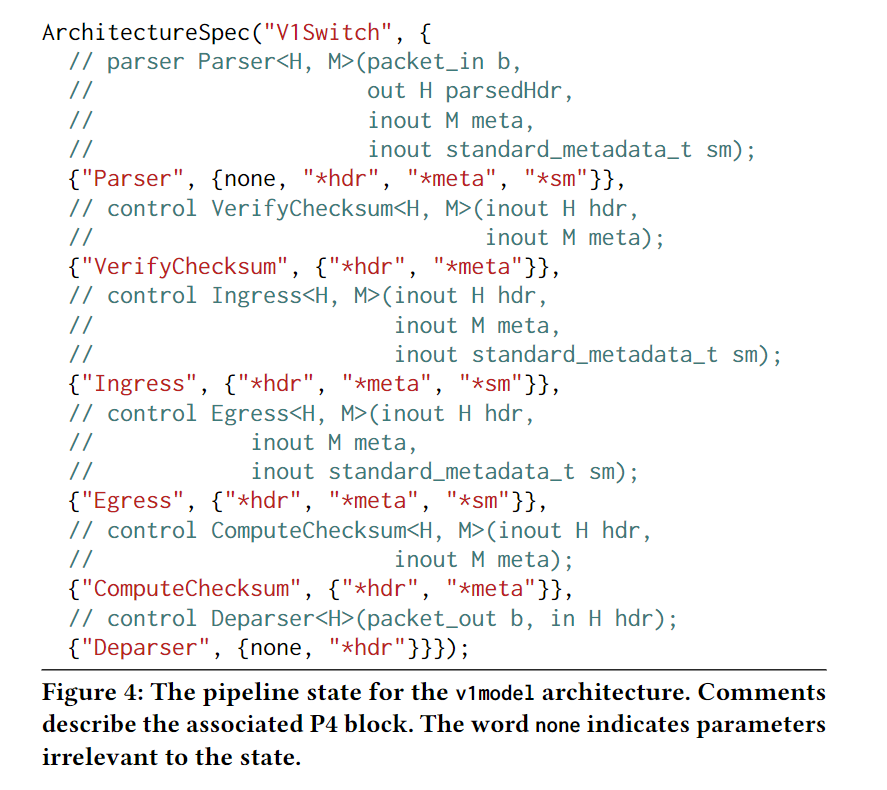 ArchitectureSpec("V1Switch", {
// parser Parser<H, M>(packet_in b,
// out H parsedHdr,
// inout M meta,
// inout standard_metadata_t sm);
{"Parser", {none, "*hdr", "*meta", "*sm"}},
// control VerifyChecksum<H, M>(inout H hdr,
// inout M meta);
{"VerifyChecksum", {"*hdr", "*meta"}},
// control Ingress<H, M>(inout H hdr,
// inout M meta,
// inout standard_metadata_t sm);
{"Ingress", {"*hdr", "*meta", "*sm"}},
// control Egress<H, M>(inout H hdr,
// inout M meta,
// inout standard_metadata_t sm);
{"Egress", {"*hdr", "*meta", "*sm"}},
// control ComputeChecksum<H, M>(inout H hdr,
// inout M meta);
{"ComputeChecksum", {"*hdr", "*meta"}},
// control Deparser<H>(packet_out b, in H hdr);
{"Deparser", {none, "*hdr"}}});
Figure 4: The pipeline state for the v1model architecture. Comments
describe the associated P4 block. The word none indicates parameters
irrelevant to the state.